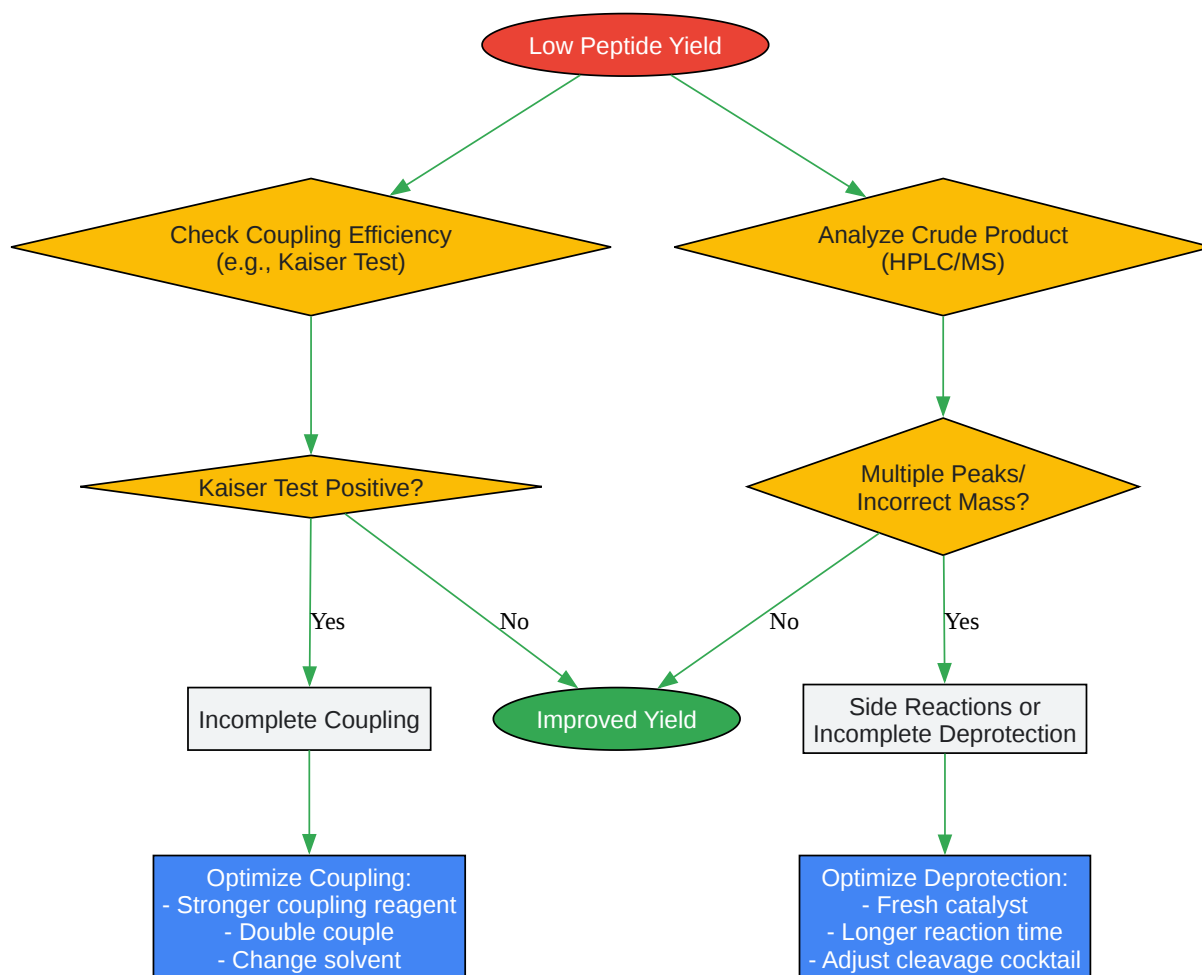 Low Peptide Yield
Check Coupling Efficiency
(e.g., Kaiser Test)
Analyze Crude Product
(HPLC/MS)
Kaiser Test Positive?
Multiple Peaks/
Incorrect Mass?
Yes
No
No
Yes
Incomplete Coupling
Improved Yield
Side Reactions or
Incomplete Deprotection
Optimize Coupling:
- Stronger coupling reagent
- Double couple
- Change solvent
Optimize Deprotection:
- Fresh catalyst
- Longer reaction time
- Adjust cleavage cocktail